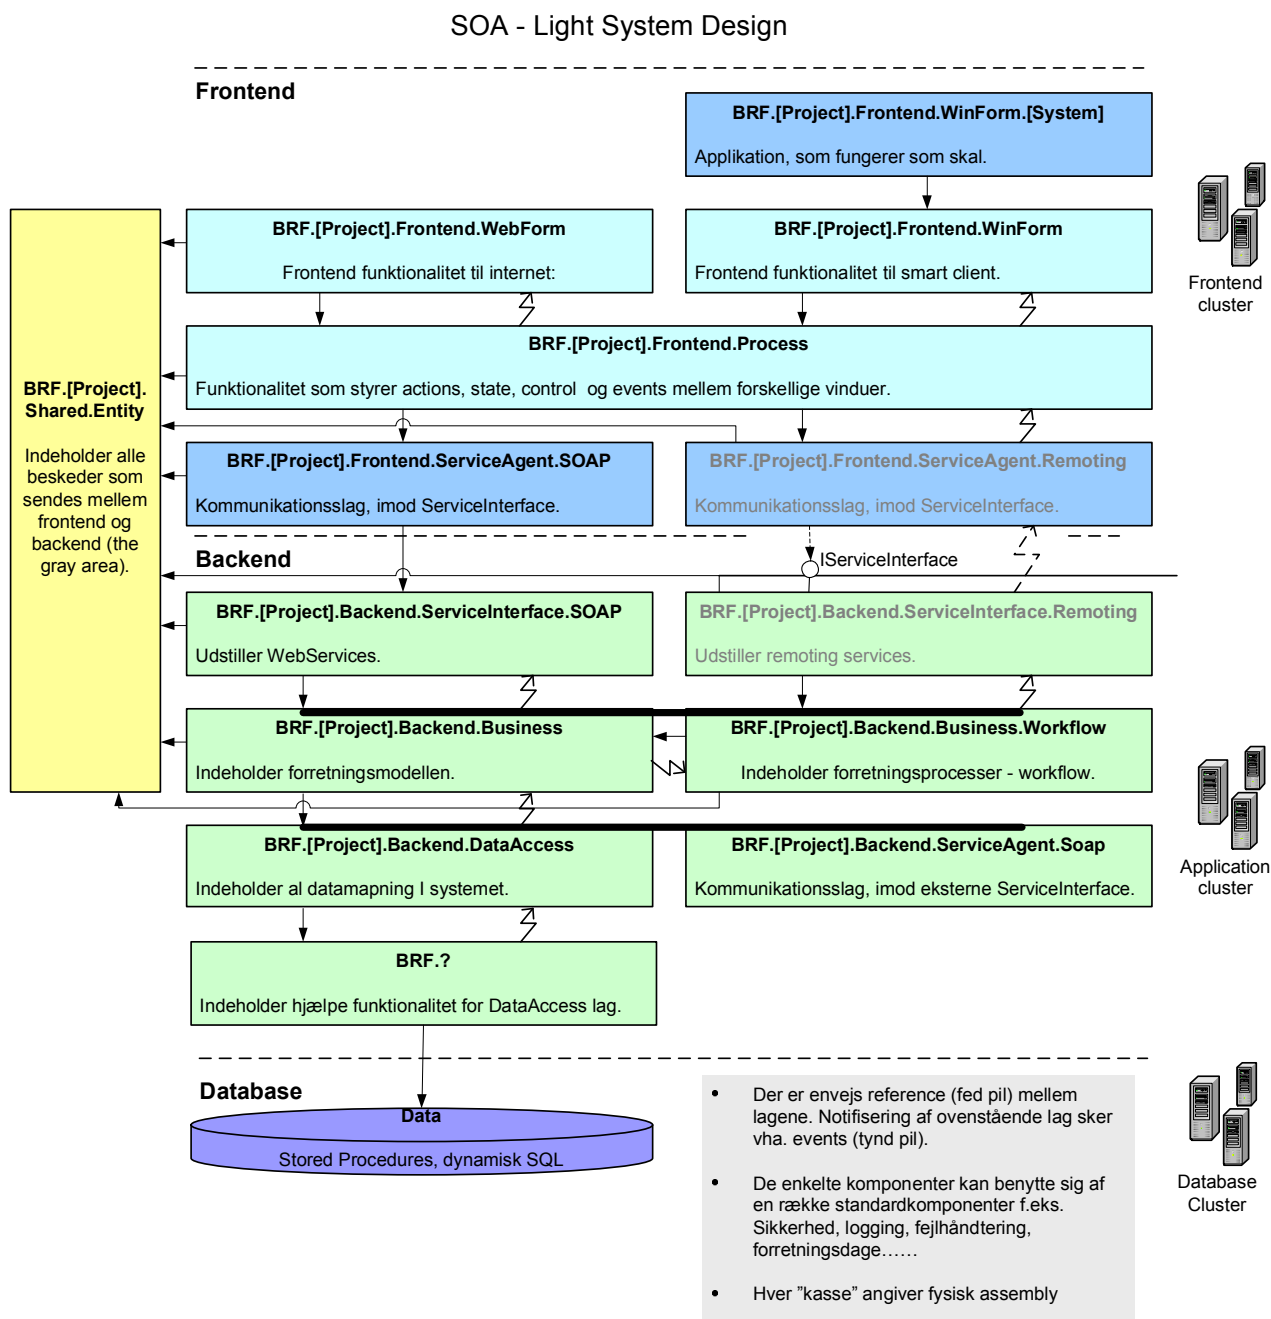 SOA - Light System Design
Frontend
BRF.[Project].Frontend.WinForm.[System]
Applikation, som fungerer som skal.
BRF.[Project].Frontend.WebForm
Frontend funktionalitet til internet:
BRF.[Project].Frontend.WinForm
Frontend funktionalitet til smart client.
Frontend
cluster
BRF.[Project].Frontend.Process
Funktionalitet som styrer actions, state, control  og events mellem forskellige vinduer.
BRF.[Project].
Shared.Entity
Indeholder alle
beskeder som
sendes mellem
frontend og
backend (the
gray area).
BRF.[Project].Frontend.ServiceAgent.SOAP
Kommunikationsslag, imod ServiceInterface.
BRF.[Project].Frontend.ServiceAgent.Remoting
Kommunikationsslag, imod ServiceInterface.
Backend
IServiceInterface
BRF.[Project].Backend.ServiceInterface.SOAP
Udstiller WebServices.
BRF.[Project].Backend.ServiceInterface.Remoting
Udstiller remoting services.
BRF.[Project].Backend.Business
Indeholder forretningsmodellen.
BRF.[Project].Backend.Business.Workflow
Indeholder forretningsprocesser - workflow.
BRF.[Project].Backend.DataAccess
Indeholder al datamapning I systemet.
BRF.[Project].Backend.ServiceAgent.Soap
Kommunikationsslag, imod eksterne ServiceInterface.
Application
cluster
BRF.?
Indeholder hjælpe funktionalitet for DataAccess lag.
Database
Data
Stored Procedures, dynamisk SQL
• Der er envejs reference (fed pil) mellem
lagene. Notifisering af ovenstående lag sker
vha. events (tynd pil).
• De enkelte komponenter kan benytte sig af
en række standardkomponenter f.eks.
Sikkerhed, logging, fejlhåndtering,
forretningsdage……
• Hver ”kasse” angiver fysisk assembly
Database
Cluster